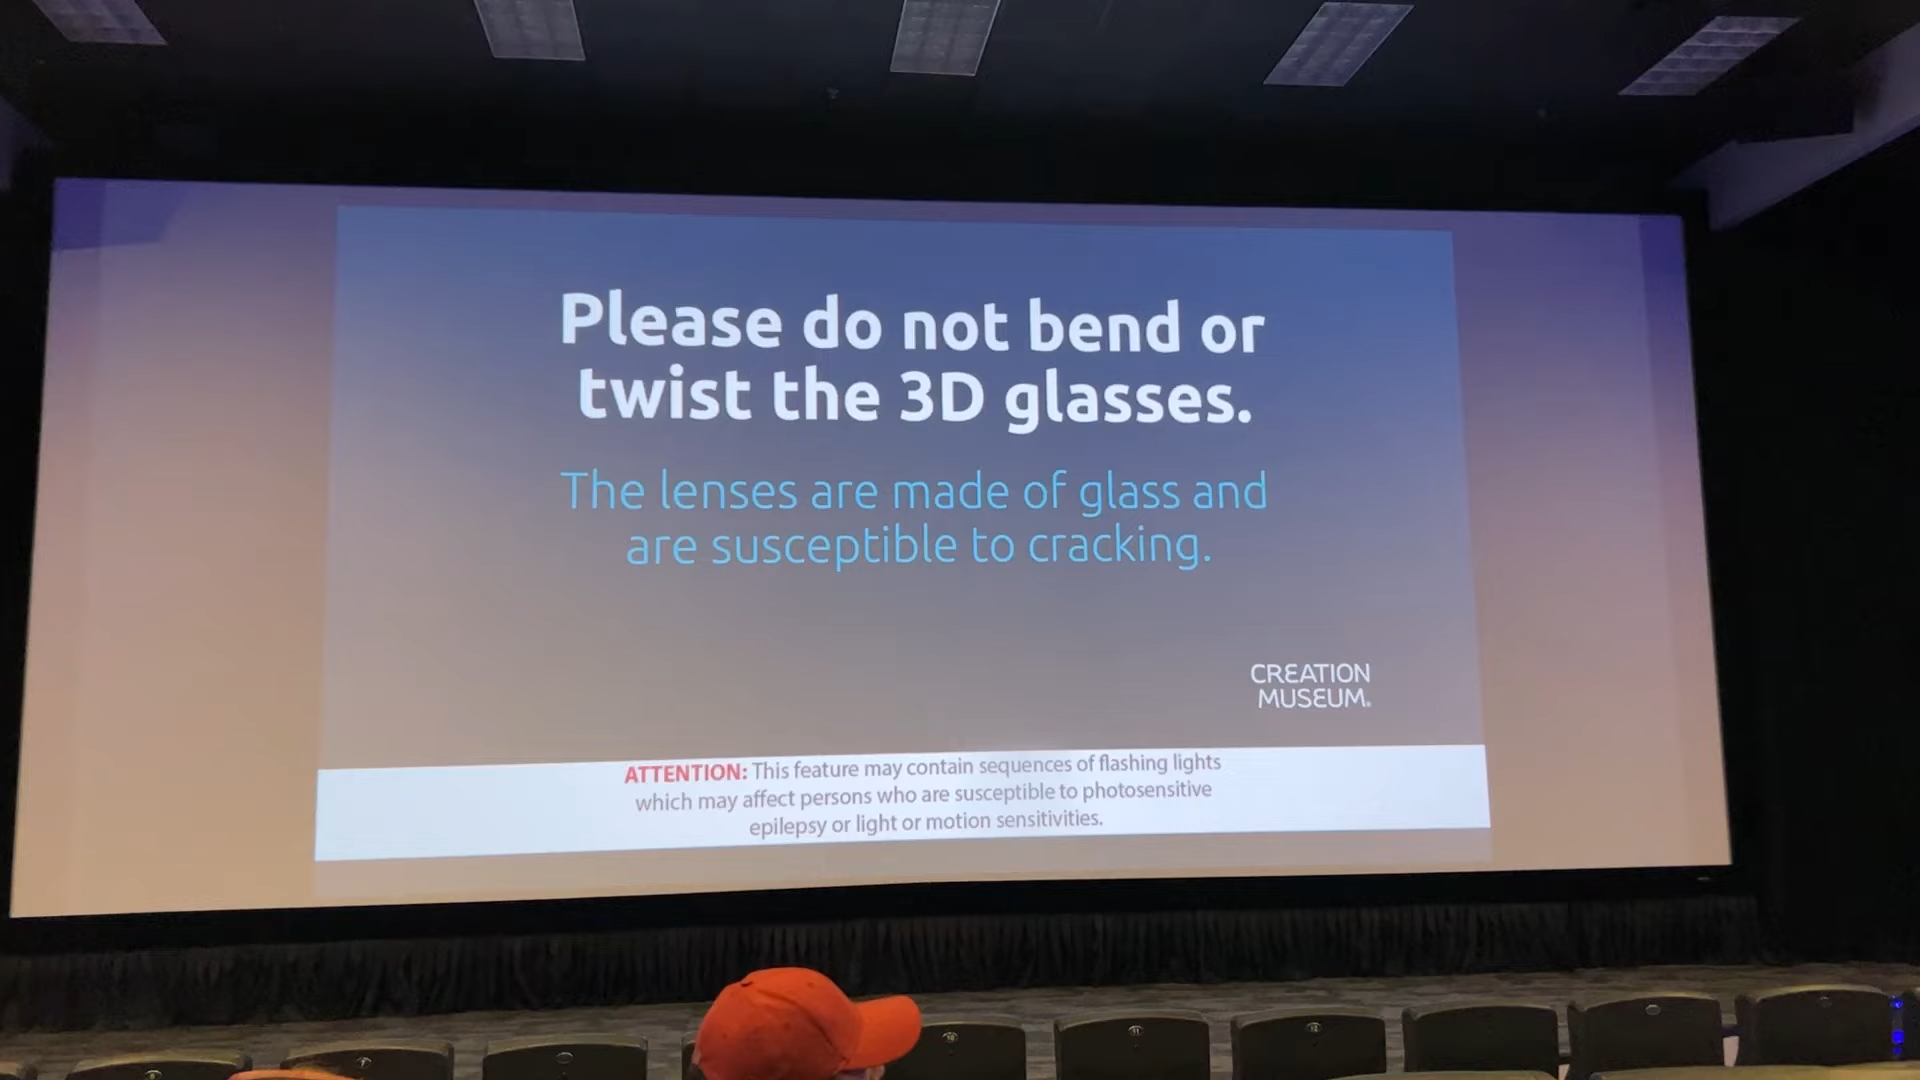 Please do not bend or
twist the 3D glasses.
The lenses are made of glass and
are susceptible to cracking.
CREATION
MUSEUM®
ATTENTION: This feature may contain sequences of flashing lights
which may affect persons who are susceptible to photosensitive
epilepsy or light or motion sensitivities.